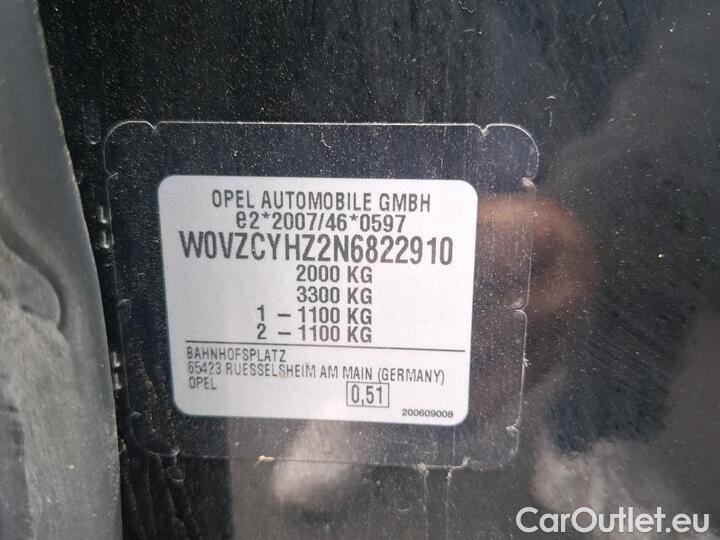 OPEL AUTOMOBILE GMBH
e2*2007/46*0597
W0VZCYHZ2N6822910
2000 KG
3300 KG
1 - 1100 KG
2 - 1100 KG
BAHNHOFSPLATZ
65423 RUESSELSHEIM AM MAIN (GERMANY)
OPEL
0,51
200609008
CarOutlet.eu